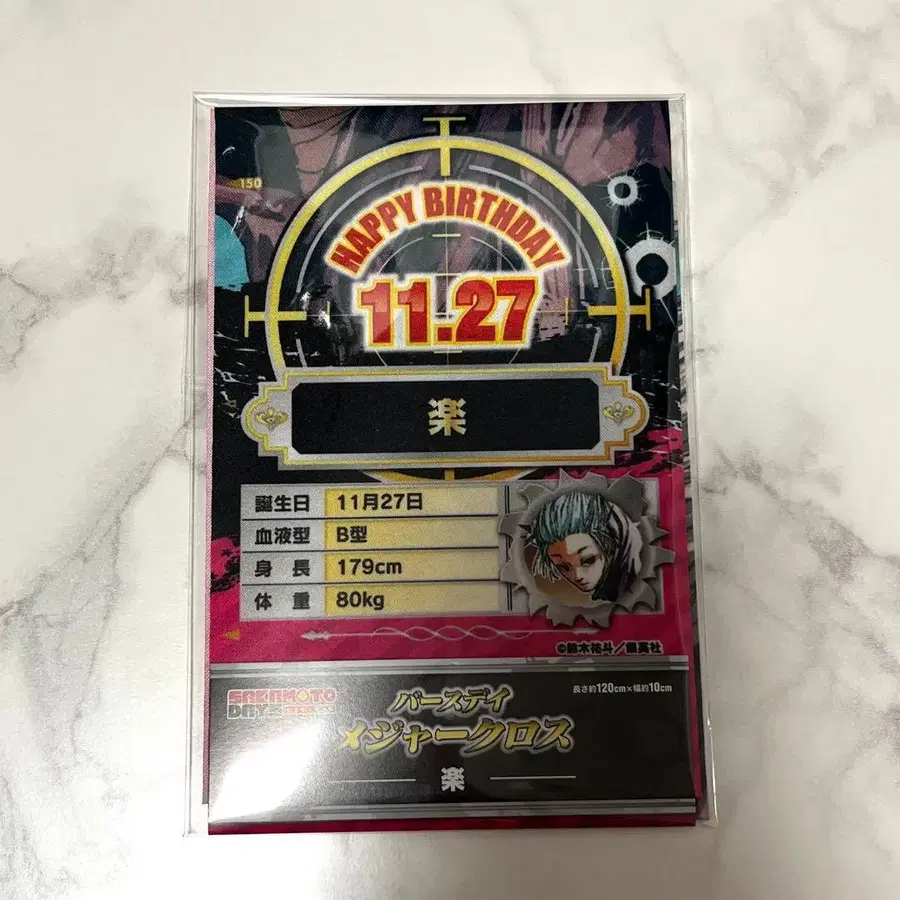 150
HAPPY BIRTHDAY
11.27
楽
誕生日 11月27日
血液型 B型
身長 179cm
体重 80kg
©鈴木祐斗／集英社
長さ約120cm×幅約10cm
SAKAMOTO
DAYS
バースデイ
メジャークロス
楽